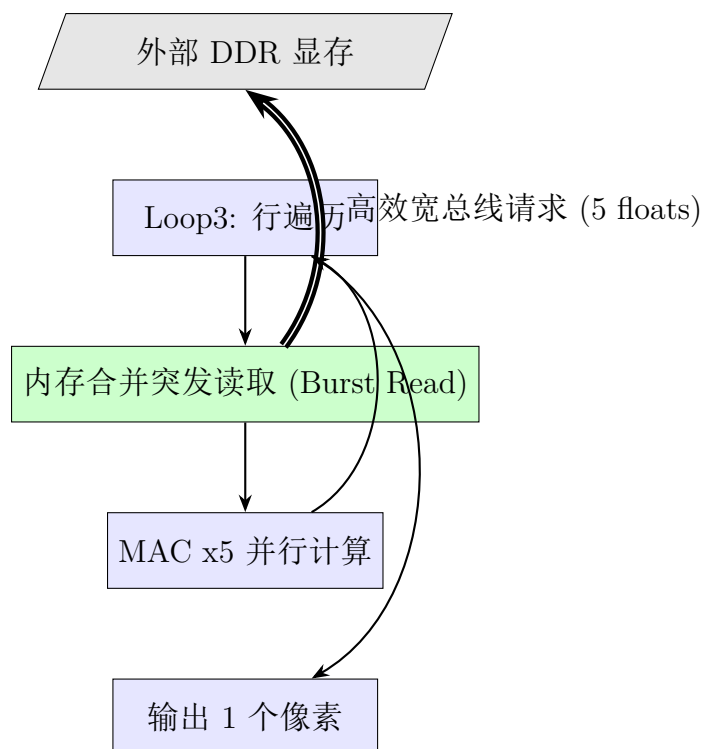 外部 DDR 显存
Loop3: 行遍历
高效宽总线请求 (5 floats)
内存合并突发读取 (Burst Read)
MAC x5 并行计算
输出 1 个像素